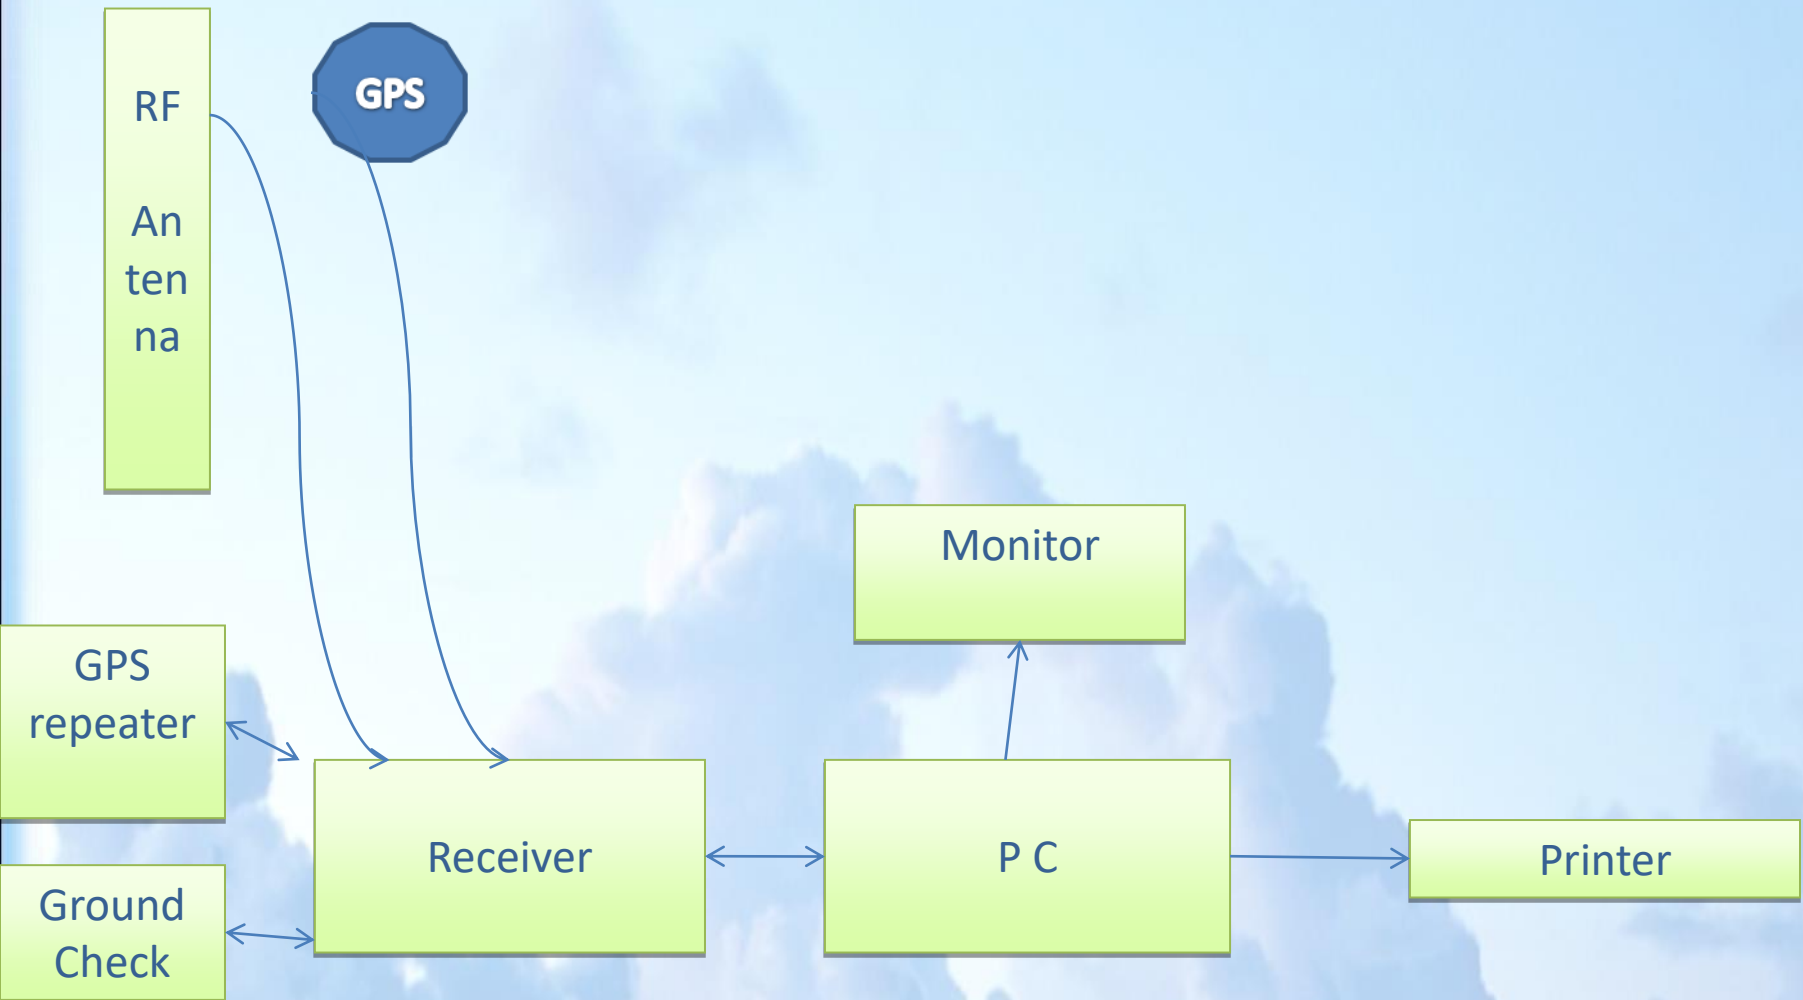 RF
An
ten
na
GPS
Monitor
GPS
repeater
Receiver
P C
Printer
Ground
Check